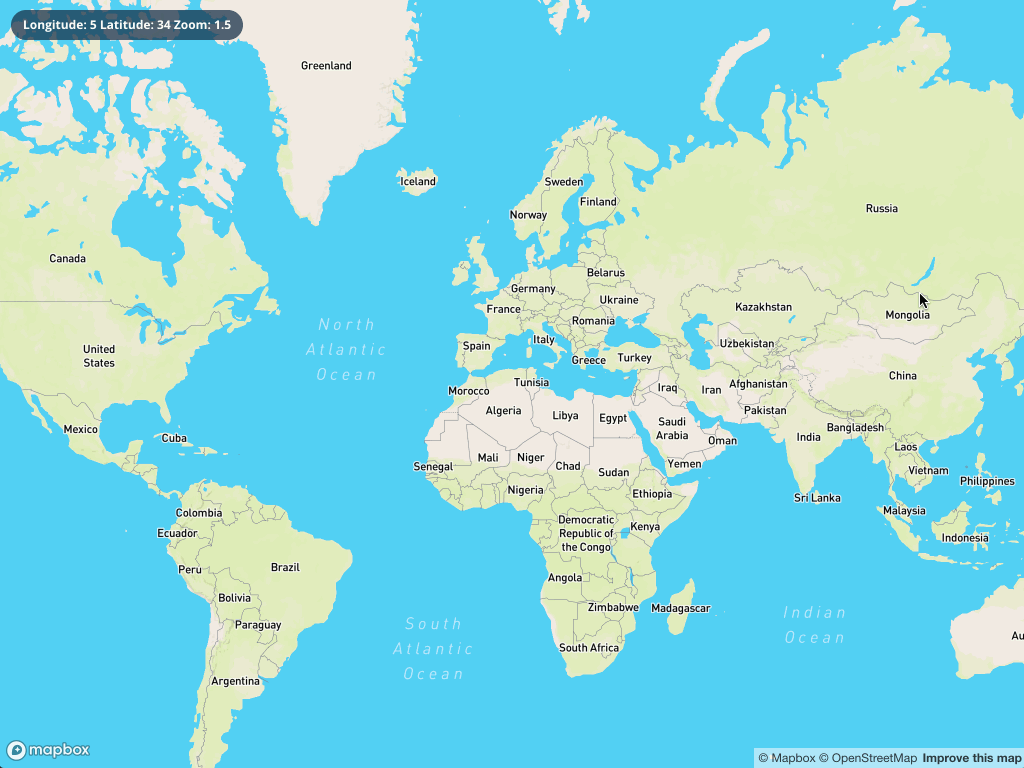 Longitude: 5 Latitude: 34 Zoom: 1.5
Greenland
Iceland
Sweden
Finland
Norway
Russia
Canada
Belarus
Germany
Ukraine
France
Kazakhstan
Mongolia
Romania
North
Atlantic
Ocean
Italy
Spain
Uzbekistan
United
States
Greece
Turkey
China
Tunisia
Morocco
Iraq
Iran
Afghanistan
Algeria
Libya
Egypt
Pakistan
Saudi
Arabia
Mexico
Cuba
Oman
India
Bangladesh
Laos
Mali
Niger
Chad
Senegal
Sudan
Yemen
Vietnam
Philippines
Nigeria
Ethiopia
Sri Lanka
Colombia
Malaysia
Ecuador
Democratic
Republic of
the Congo
Kenya
Indonesia
Peru
Brazil
Angola
Bolivia
Zimbabwe
Madagascar
Indian
Ocean
Paraguay
South
Atlantic
Ocean
Au
South Africa
Argentina
mapbox
© Mapbox © OpenStreetMap Improve this map